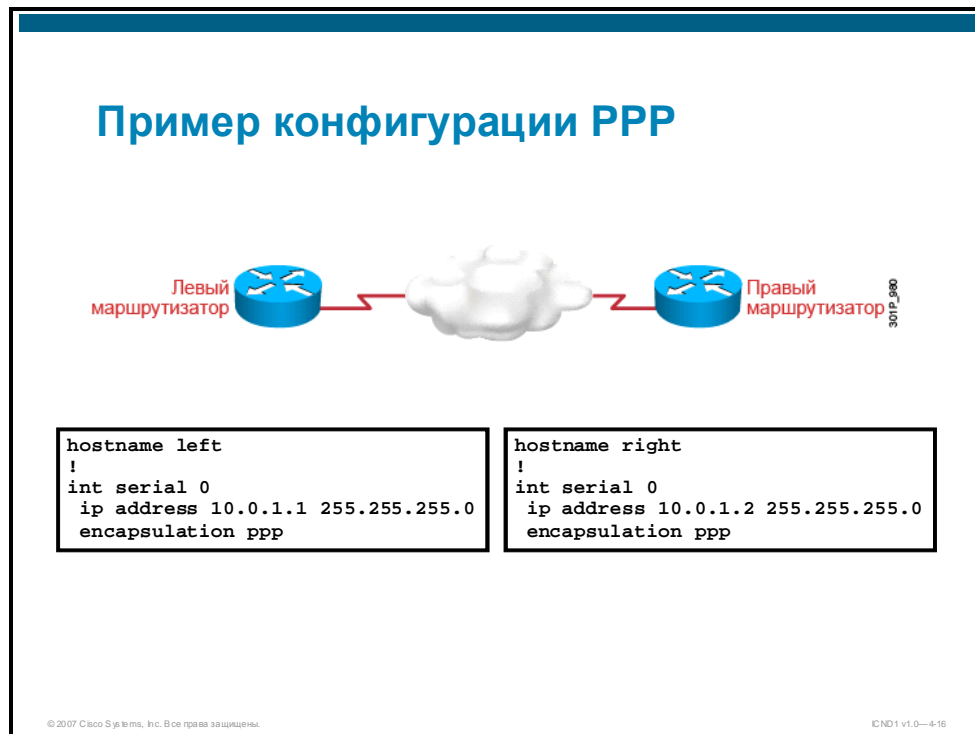 Пример конфигурации PPP
Левый
маршрутизатор
Правый
маршрутизатор
301P_980
hostname left
!
int serial 0
ip address 10.0.1.1 255.255.255.0
encapsulation ppp
hostname right
!
int serial 0
ip address 10.0.1.2 255.255.255.0
encapsulation ppp
© 2007 Cisco Systems, Inc. Все права защищены.
ICND1 v1.0—4-16